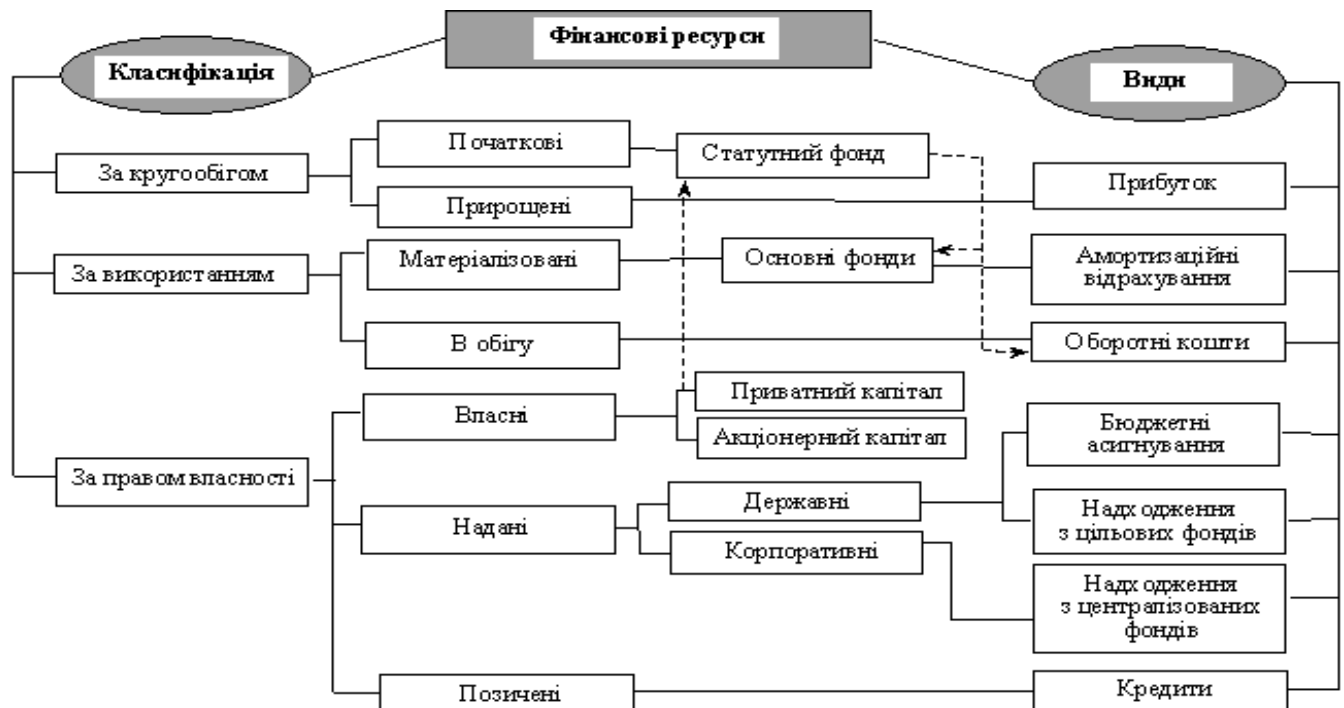 Фінансові ресурси
Класифікація
Види
Початкові
Статутний фонд
За кругообігом
Прибуток
Прирощені
Матеріалізовані
Основні фонди
Амортизаційні
відрахування
За використанням
В обігу
Оборотні кошти
Приватний капітал
Власні
Акціонерний капітал
Бюджетні
асигнування
За правом власності
Державні
Надані
Надходження
з цільових фондів
Корпоративні
Надходження
з централізованих
фондів
Позичені
Кредити